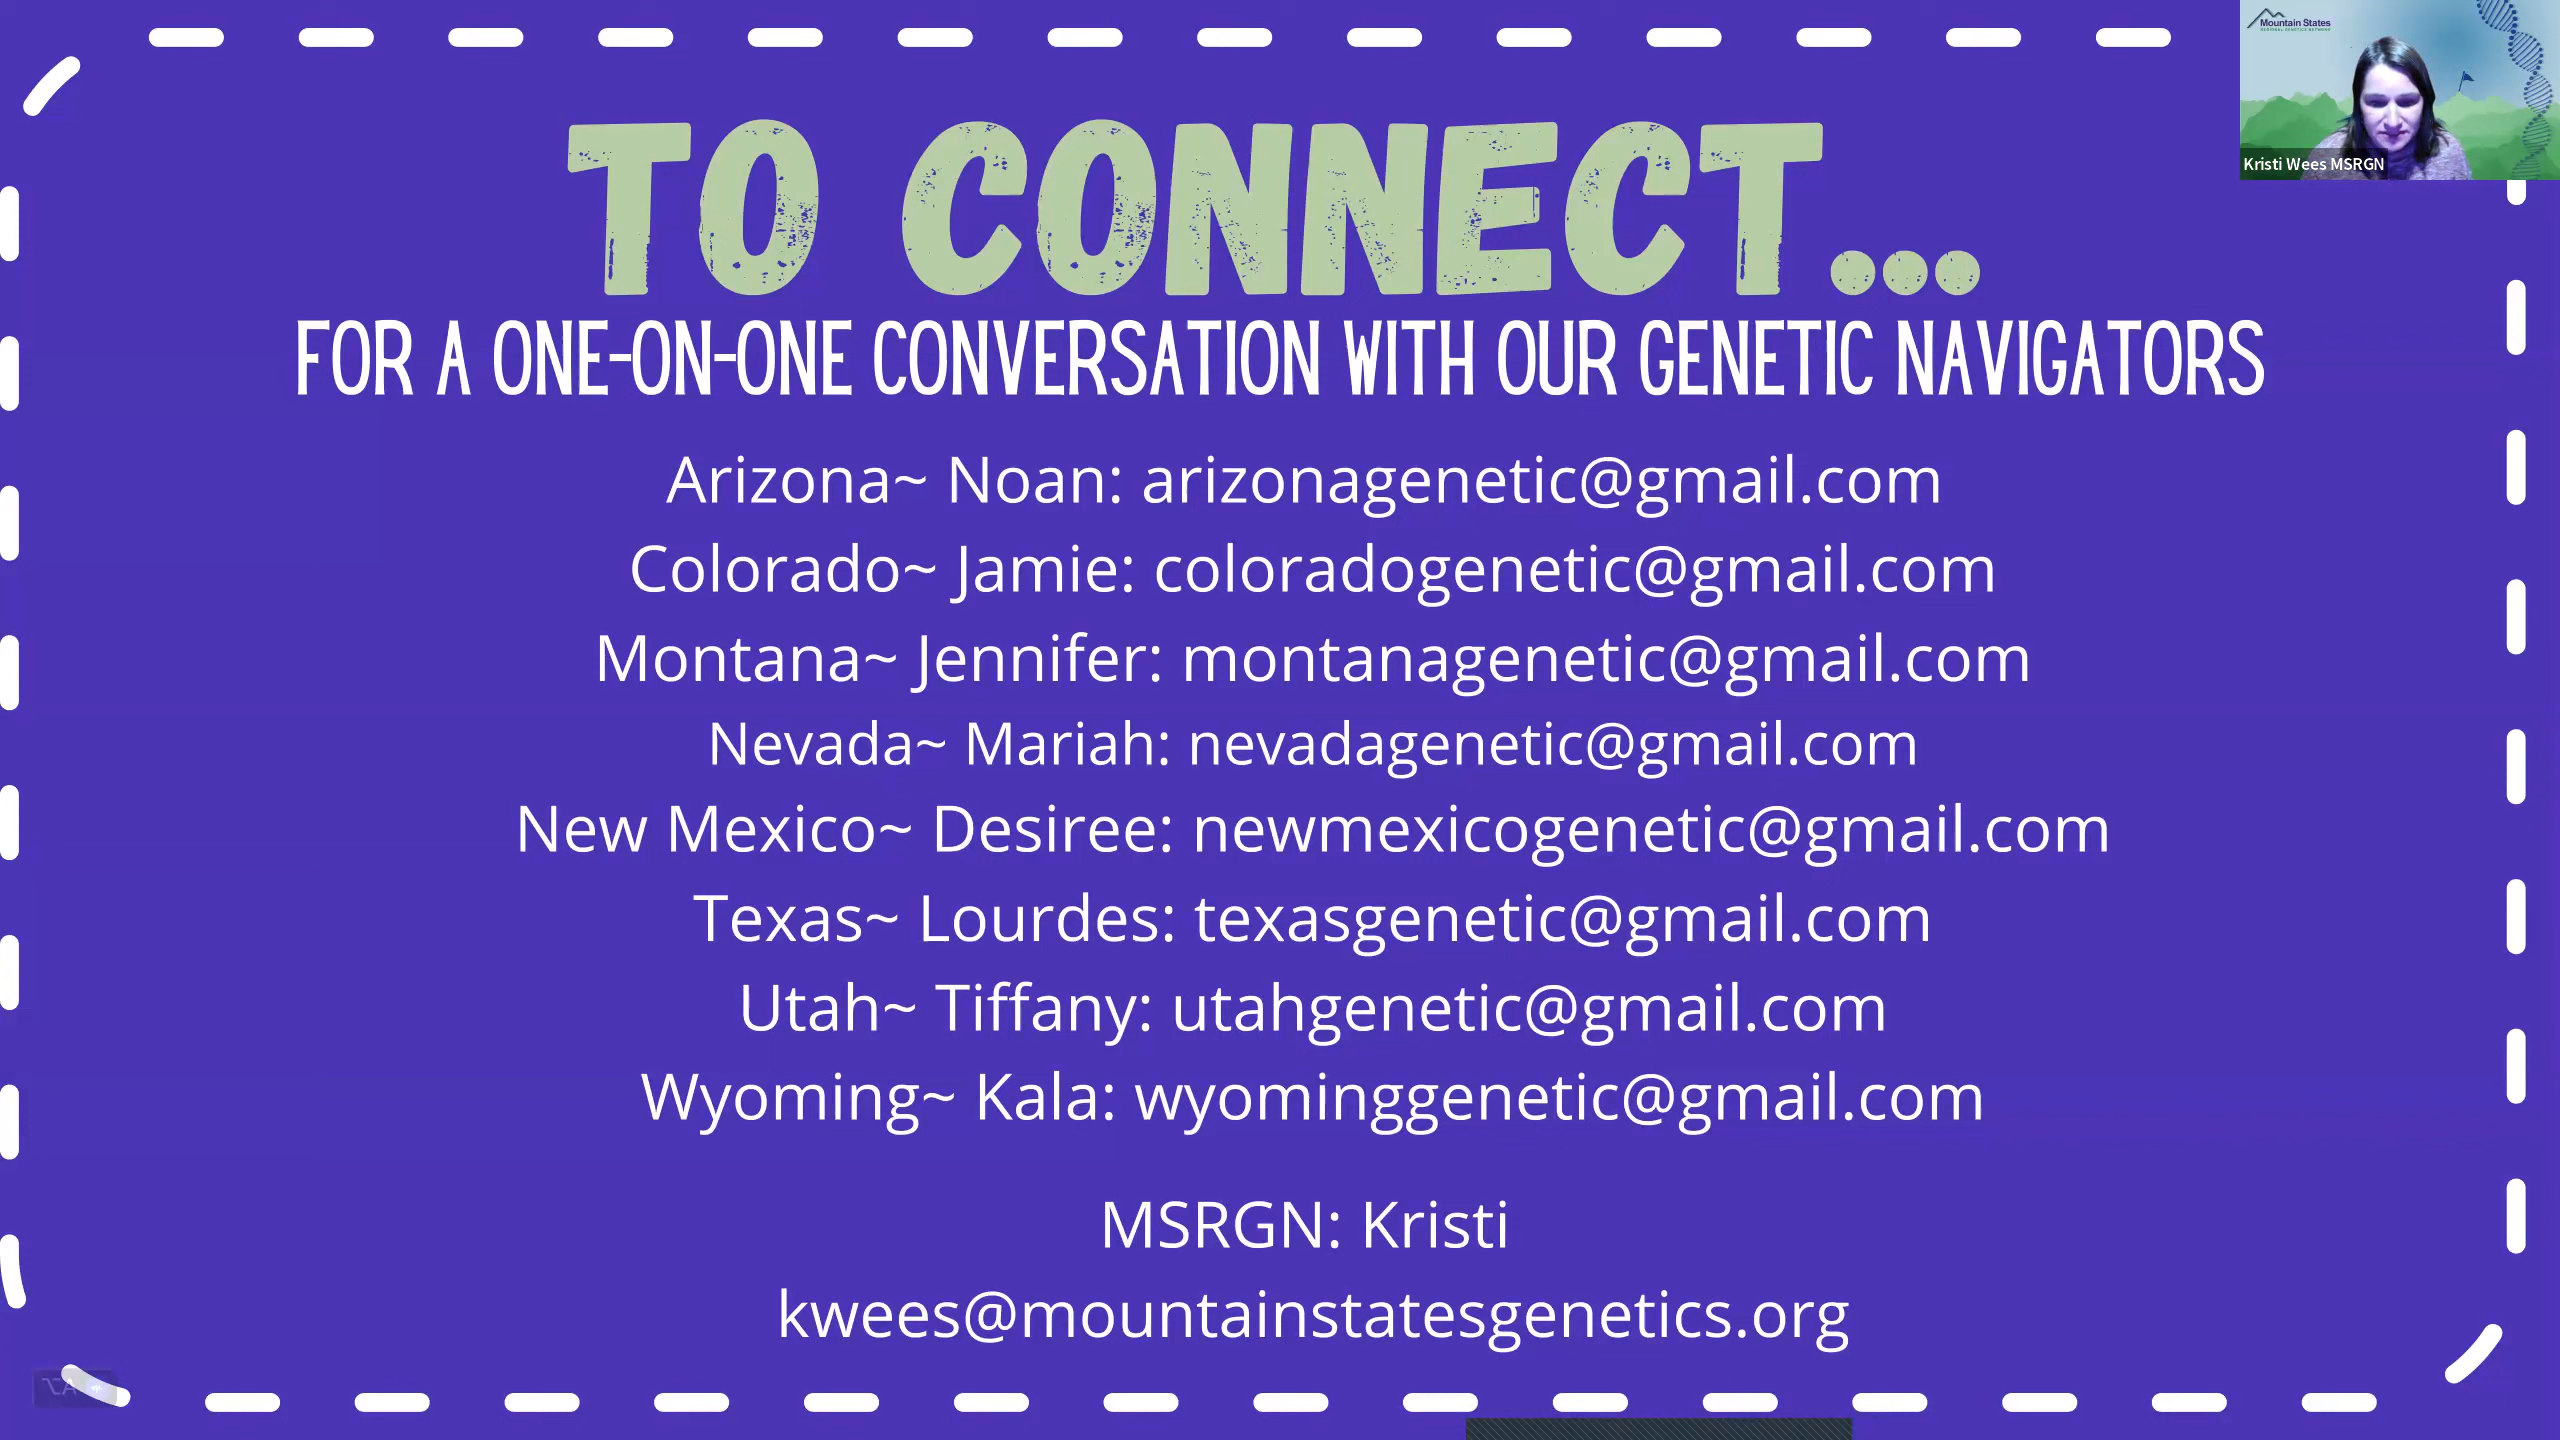 Mountain States
REGIONAL GENETICS NETWORK
Kristi Wees MSRGN
TO CONNECT...
FOR A ONE-ON-ONE CONVERSATION WITH OUR GENETIC NAVIGATORS
Arizona~ Noan: arizonagenetic@gmail.com
Colorado~ Jamie: coloradogenetic@gmail.com
Montana~ Jennifer: montanagenetic@gmail.com
Nevada~ Mariah: nevadagenetic@gmail.com
New Mexico~ Desiree: newmexicogenetic@gmail.com
Texas~ Lourdes: texasgenetic@gmail.com
Utah~ Tiffany: utahgenetic@gmail.com
Wyoming~ Kala: wyominggenetic@gmail.com
MSRGN: Kristi
kwees@mountainstatesgenetics.org